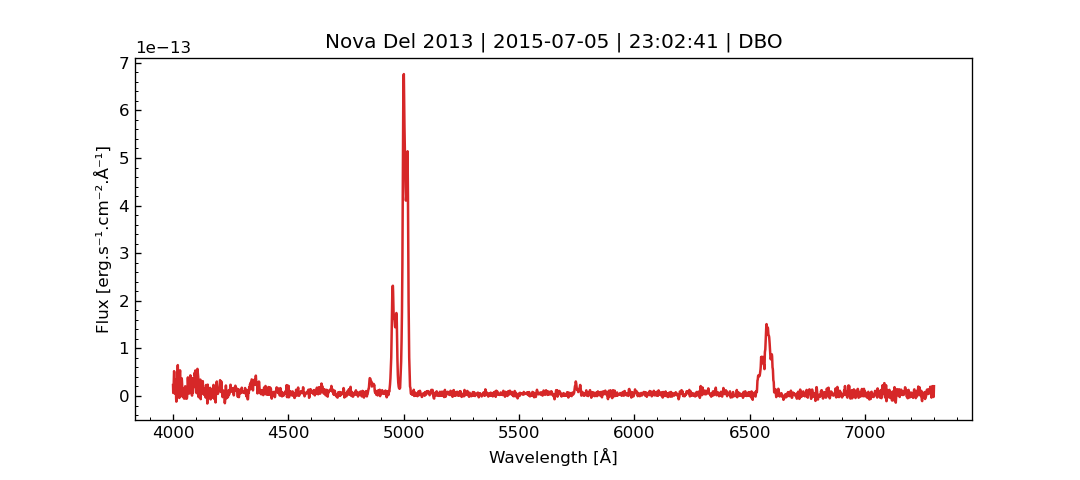 Nova Del 2013 | 2015-07-05 | 23:02:41 | DBO
1e−13
7
6
5
4
3
2
1
0
Flux [erg.s⁻¹.cm⁻².Å⁻¹]
4000 4500 5000 5500 6000 6500 7000
Wavelength [Å]